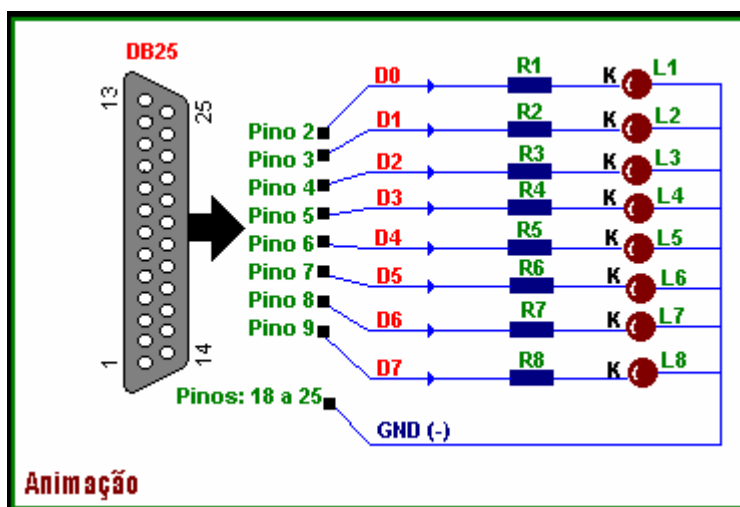 DB25
13
25
1
14
Pino 2
D0
R1
K
L1
Pino 3
D1
R2
K
L2
Pino 4
D2
R3
K
L3
Pino 5
D3
R4
K
L4
Pino 6
D4
R5
K
L5
Pino 7
D5
R6
K
L6
Pino 8
D6
R7
K
L7
Pino 9
D7
R8
K
L8
Pinos: 18 a 25
GND (-)
Animação